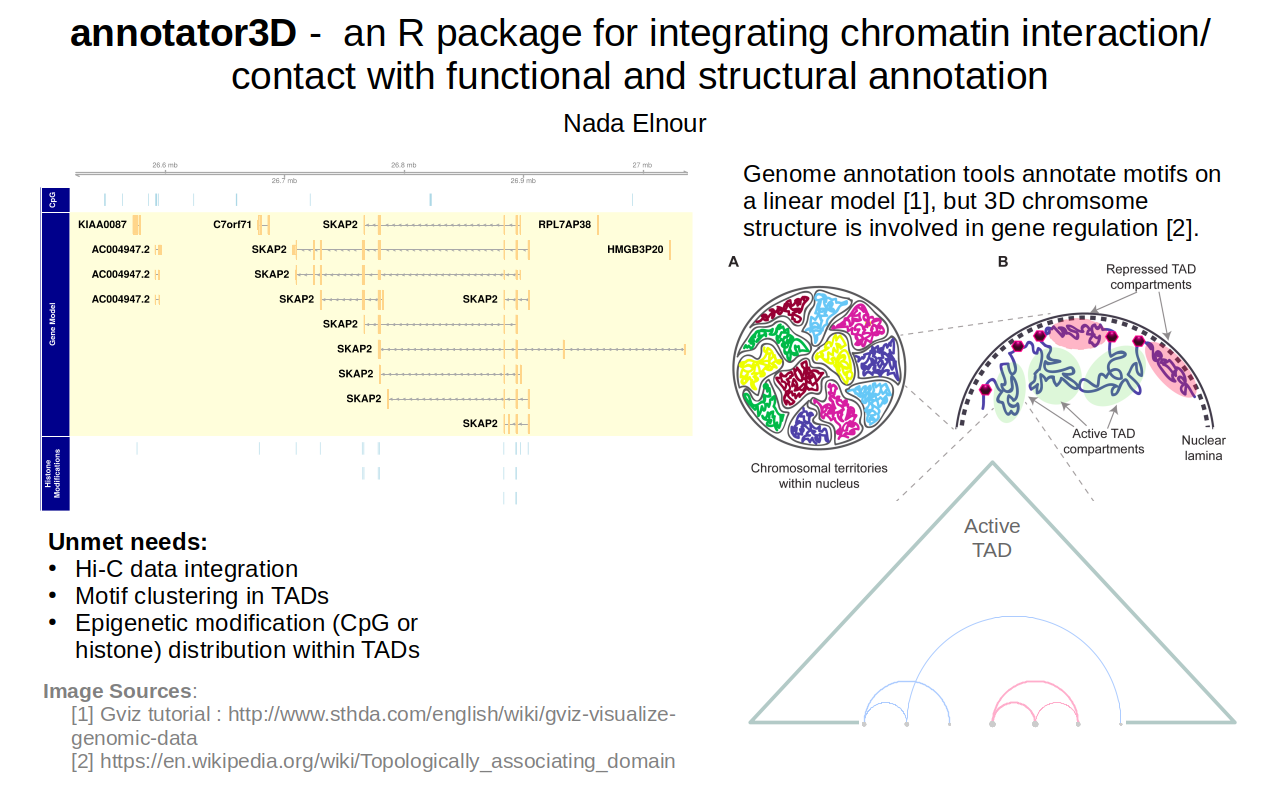 annotator3D - an R package for integrating chromatin interaction/
contact with functional and structural annotation
Nada Elnour
26.6 mb
26.8 mb
27 mb
26.7 mb
26.9 mb
CpG
Gene Model
Histone
Modifications
KIAA0087
C7orf71
SKAP2
RPL7AP38
AC004947.2
SKAP2
HMGB3P20
AC004947.2
SKAP2
AC004947.2
SKAP2
SKAP2
SKAP2
SKAP2
SKAP2
SKAP2
SKAP2
Unmet needs:
• Hi-C data integration
• Motif clustering in TADs
• Epigenetic modification (CpG or
histone) distribution within TADs
Image Sources:
[1] Gviz tutorial : http://www.sthda.com/english/wiki/gviz-visualize-
genomic-data
[2] https://en.wikipedia.org/wiki/Topologically_associating_domain
Genome annotation tools annotate motifs on
a linear model [1], but 3D chromsome
structure is involved in gene regulation [2].
A
B
Repressed TAD
compartments
Chromosomal territories
within nucleus
Active TAD
compartments
Nuclear
lamina
Active
TAD